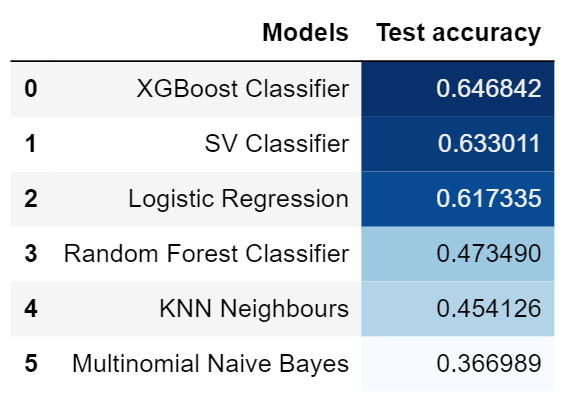 Models Test accuracy
0 XGBoost Classifier 0.646842
1 SV Classifier 0.633011
2 Logistic Regression 0.617335
3 Random Forest Classifier 0.473490
4 KNN Neighbours 0.454126
5 Multinomial Naive Bayes 0.366989